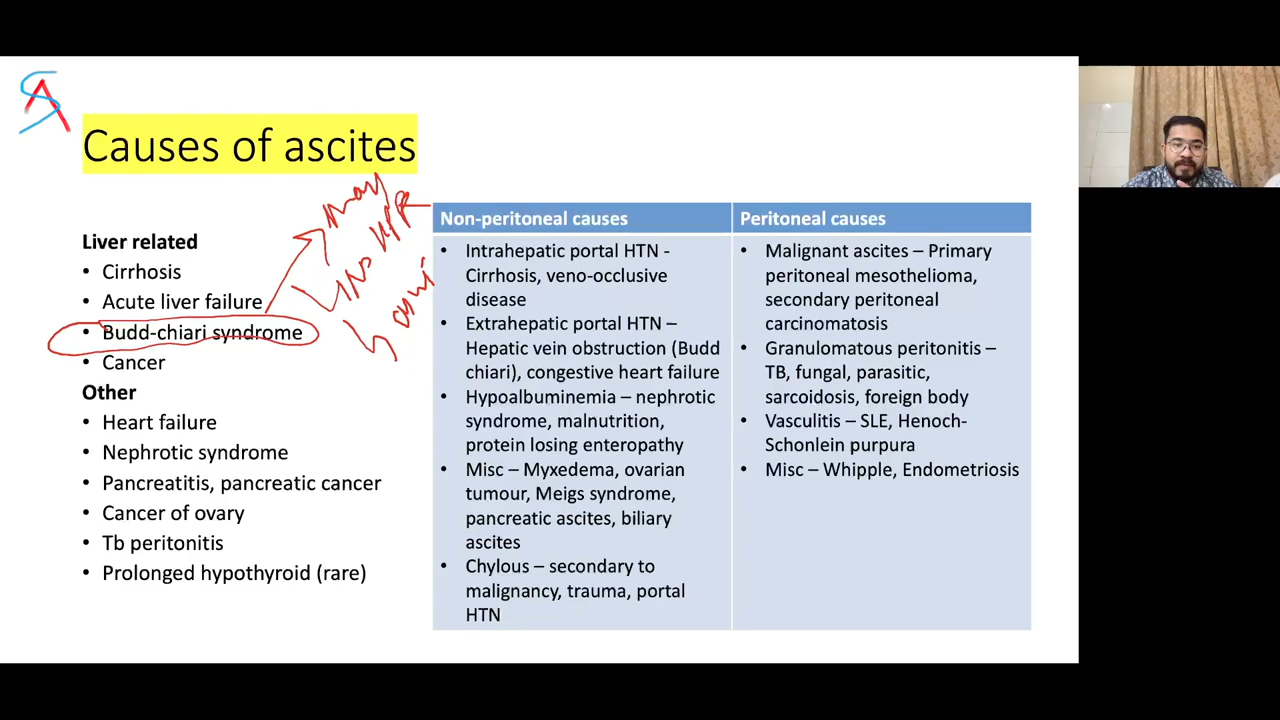 Causes of ascites
Liver related
• Cirrhosis
• Acute liver failure
• Budd-chiari syndrome
• Cancer
Other
• Heart failure
• Nephrotic syndrome
• Pancreatitis, pancreatic cancer
• Cancer of ovary
• Tb peritonitis
• Prolonged hypothyroid (rare)
Non-peritoneal causes
• Intrahepatic portal HTN -
Cirrhosis, veno-occlusive
disease
• Extrahepatic portal HTN –
Hepatic vein obstruction (Budd
chiari), congestive heart failure
• Hypoalbuminemia – nephrotic
syndrome, malnutrition,
protein losing enteropathy
• Misc – Myxedema, ovarian
tumour, Meigs syndrome,
pancreatic ascites, biliary
ascites
• Chylous – secondary to
malignancy, trauma, portal
HTN
Peritoneal causes
• Malignant ascites – Primary
peritoneal mesothelioma,
secondary peritoneal
carcinomatosis
• Granulomatous peritonitis –
TB, fungal, parasitic,
sarcoidosis, foreign body
• Vasculitis – SLE, Henoch-
Schonlein purpura
• Misc – Whipple, Endometriosis
No HJR